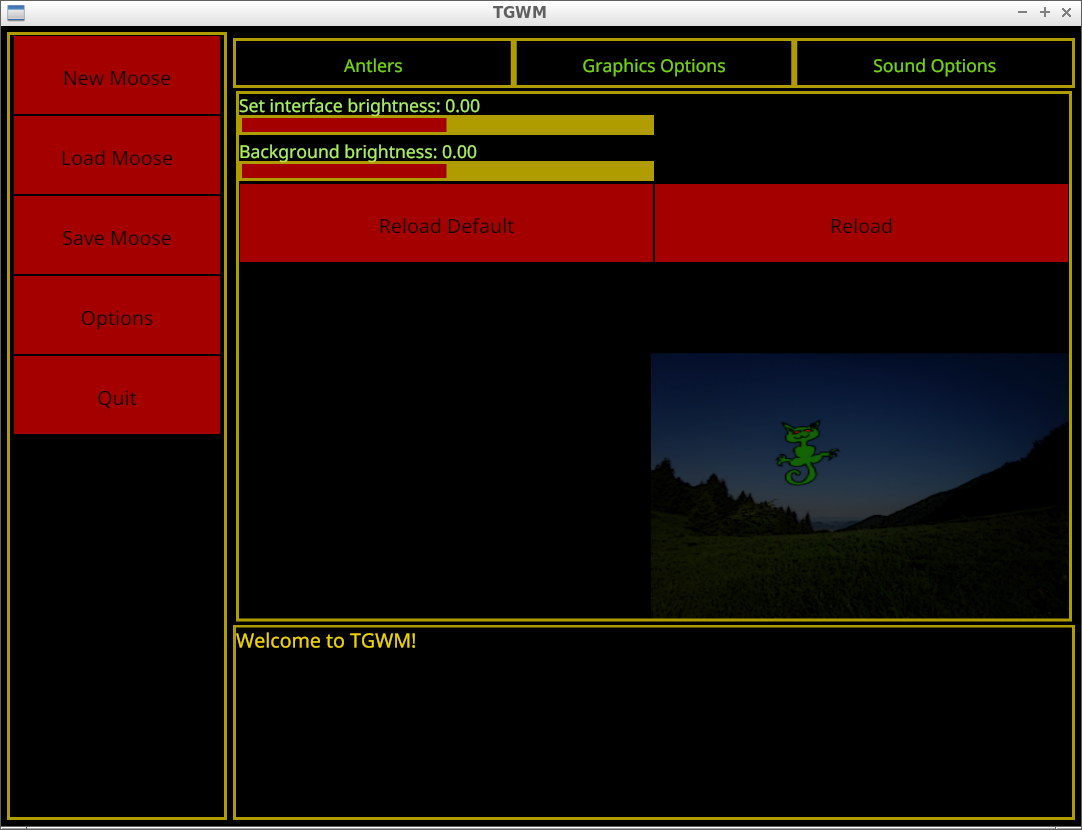 TGWM
New Moose
Load Moose
Save Moose
Options
Quit
Antlers
Graphics Options
Sound Options
Set interface brightness: 0.00
Background brightness: 0.00
Reload Default
Reload
Welcome to TGWM!